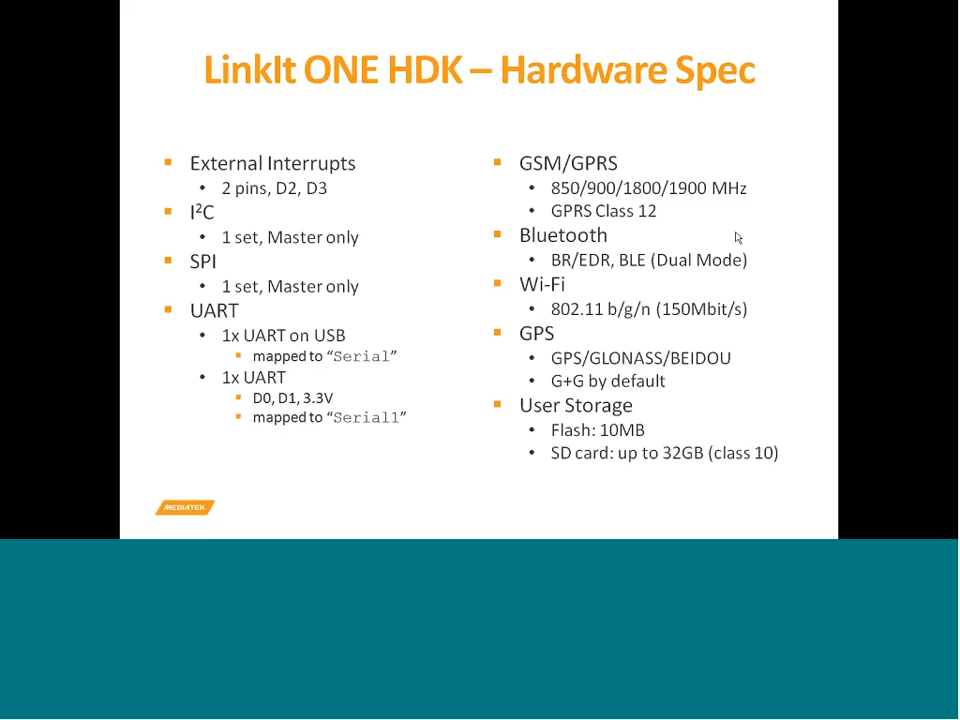 LinkIt ONE HDK – Hardware Spec
External Interrupts
2 pins, D2, D3
I²C
1 set, Master only
SPI
1 set, Master only
UART
1x UART on USB
mapped to “Serial”
1x UART
D0, D1, 3.3V
mapped to “Serial1”
GSM/GPRS
850/900/1800/1900 MHz
GPRS Class 12
Bluetooth
BR/EDR, BLE (Dual Mode)
Wi-Fi
802.11 b/g/n (150Mbit/s)
GPS
GPS/GLONASS/BEIDOU
G+G by default
User Storage
Flash: 10MB
SD card: up to 32GB (class 10)
MEDIATEK